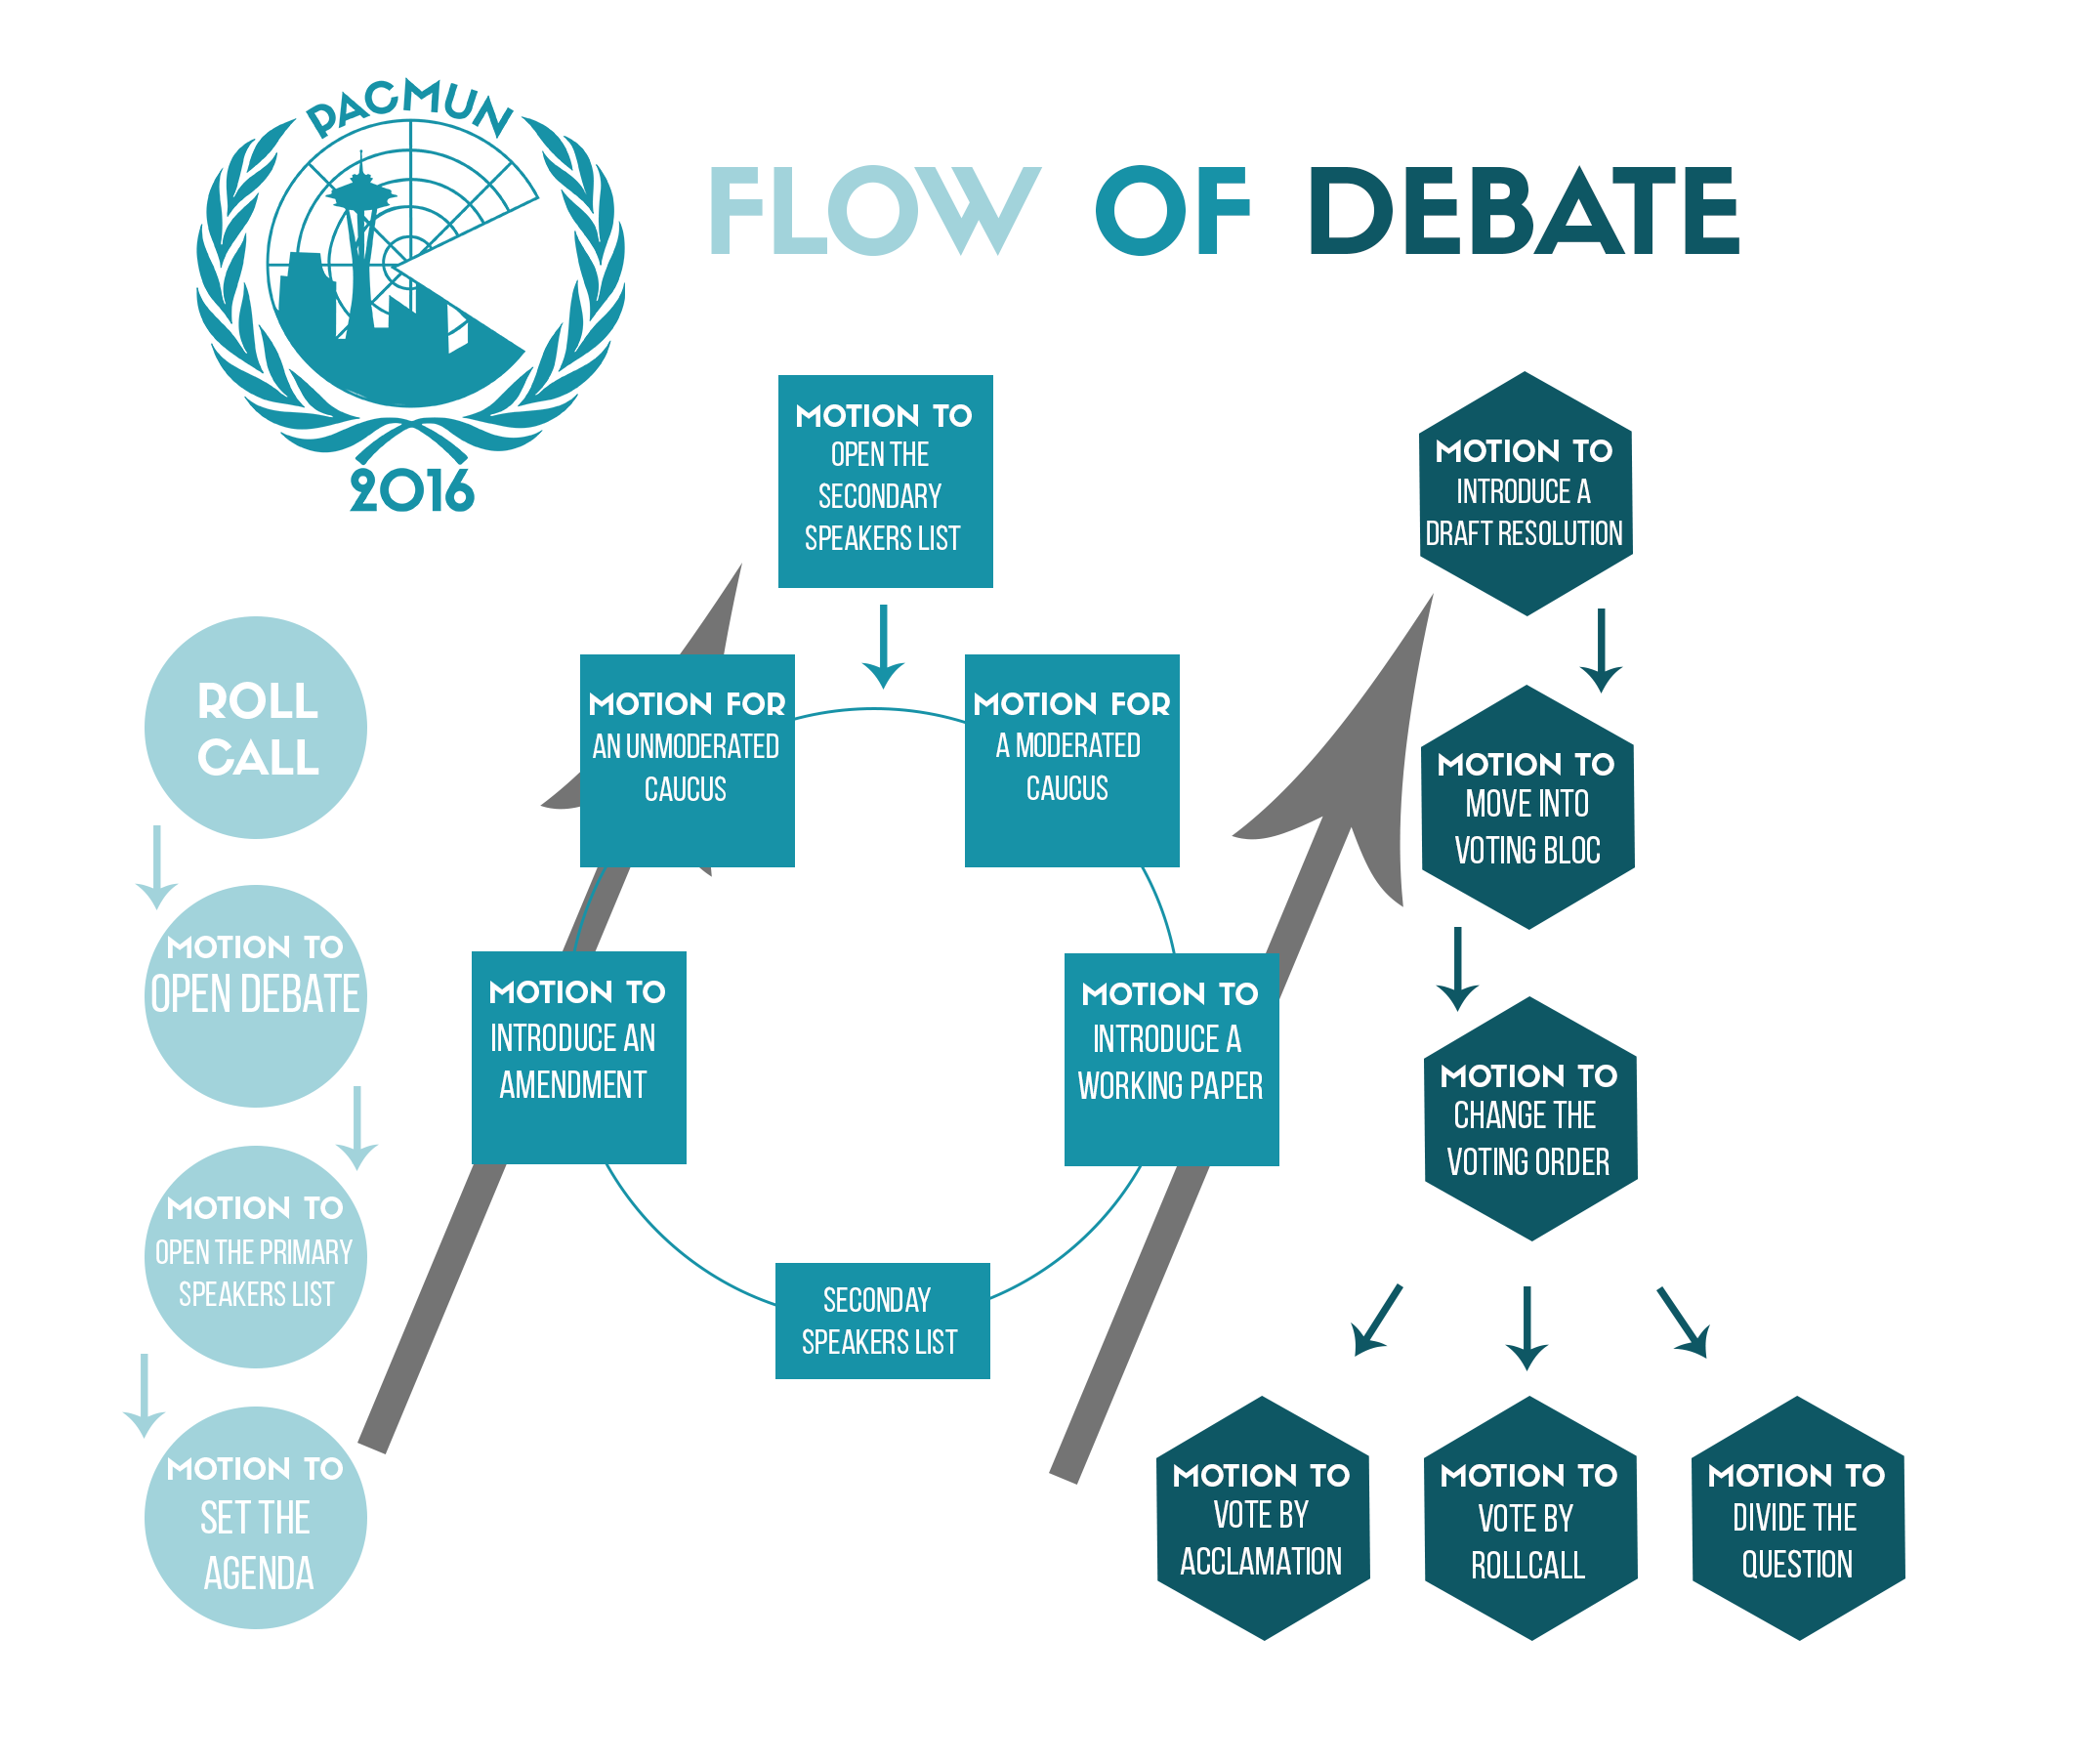 PACMUN
2016
FLOW OF DEBATE
ROLL
CALL
MOTION TO
OPEN DEBATE
MOTION TO
OPEN THE PRIMARY
SPEAKERS LIST
MOTION TO
SET THE
AGENDA
MOTION TO
OPEN THE
SECONDARY
SPEAKERS LIST
MOTION FOR
AN UNMODERATED
CAUCUS
MOTION FOR
A MODERATED
CAUCUS
MOTION TO
INTRODUCE AN
AMENDMENT
MOTION TO
INTRODUCE A
WORKING PAPER
SECONDAY
SPEAKERS LIST
MOTION TO
INTRODUCE A
DRAFT RESOLUTION
MOTION TO
MOVE INTO
VOTING BLOC
MOTION TO
CHANGE THE
VOTING ORDER
MOTION TO
VOTE BY
ACCLAMATION
MOTION TO
VOTE BY
ROLLCALL
MOTION TO
DIVIDE THE
QUESTION